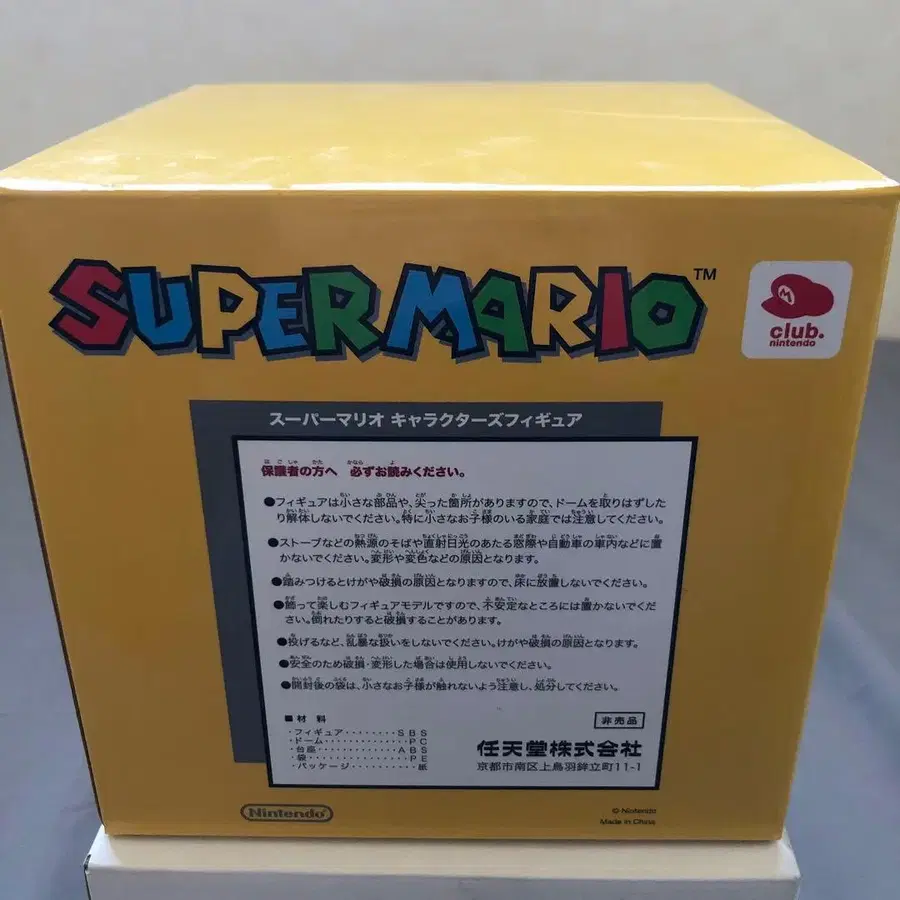 SUPER MARIO™
club.
nintendo
スーパーマリオ キャラクターズフィギュア
保護者の方へ 必ずお読みください。
●フィギュアは小さな部品や、尖った箇所がありますので、ドームを取りはずした
り解体しないでください。特に小さなお子様のいる家庭では注意してください。
●ストーブなどの熱源のそばや直射日光のあたる窓際や自動車の車内などに置
かないでください。変形や変色などの原因となります。
●踏みつけるとけがや破損の原因となりますので、床に放置しないでください。
●飾って楽しむフィギュアモデルですので、不安定なところには置かないでくだ
さい。倒れたりすると破損することがあります。
●投げるなど、乱暴な扱いをしないでください。けがや破損の原因となります。
●安全のため破損・変形した場合は使用しないでください。
●開封後の袋は、小さなお子様が触れないよう注意し、処分してください。
■材料
・フィギュア・・・・・・・・SBS
・ドーム・・・・・・・・・・・・・PC
・台座・・・・・・・・・・・・・ABS
・袋・・・・・・・・・・・・・・・・PE
・パッケージ・・・・・・・・・・紙
非売品
任天堂株式会社
京都市南区上鳥羽鉾立町11-1
Nintendo
© Nintendo
Made in China